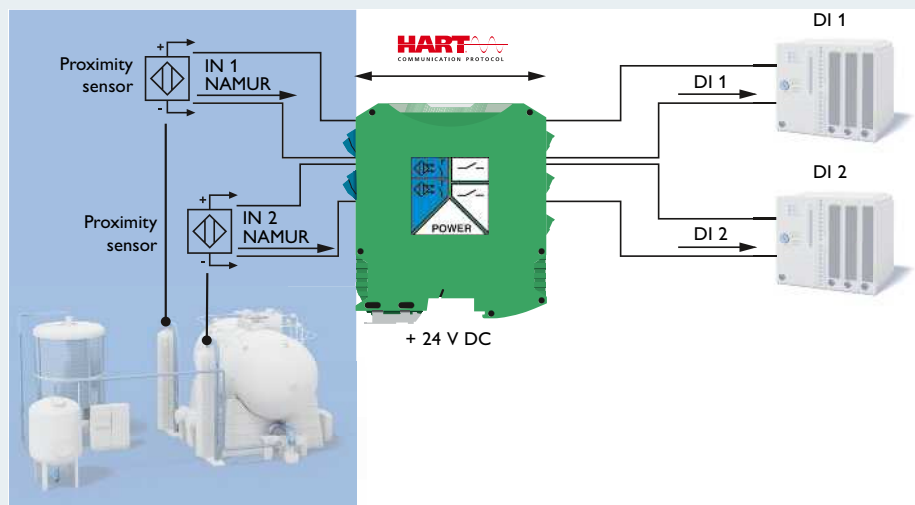 DI 1
HART
COMMUNICATION PROTOCOL
Proximity
sensor
+
-
IN 1
NAMUR
DI 1
DI 2
Proximity
sensor
+
-
IN 2
NAMUR
POWER
DI 2
+ 24 V DC